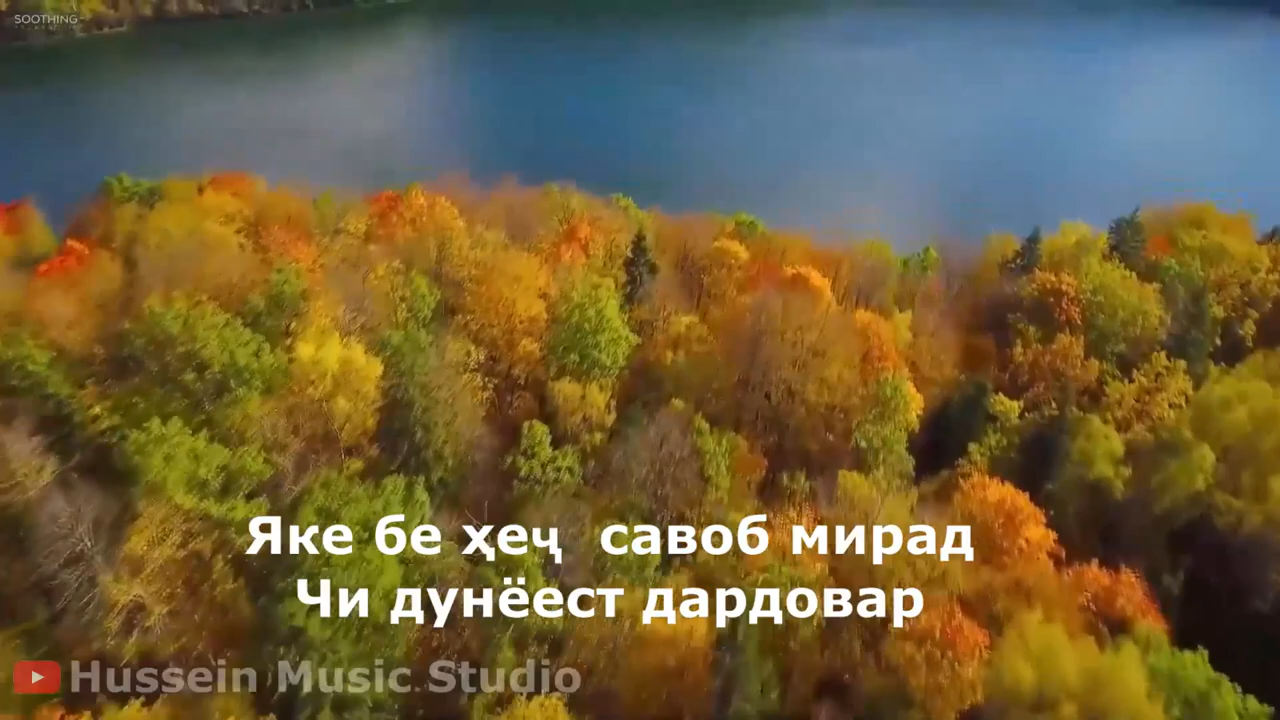 SOOTHING
Яке бе ҳеҷ савоб мирад
Чи дунёест дардовар
Hussein Music Studio